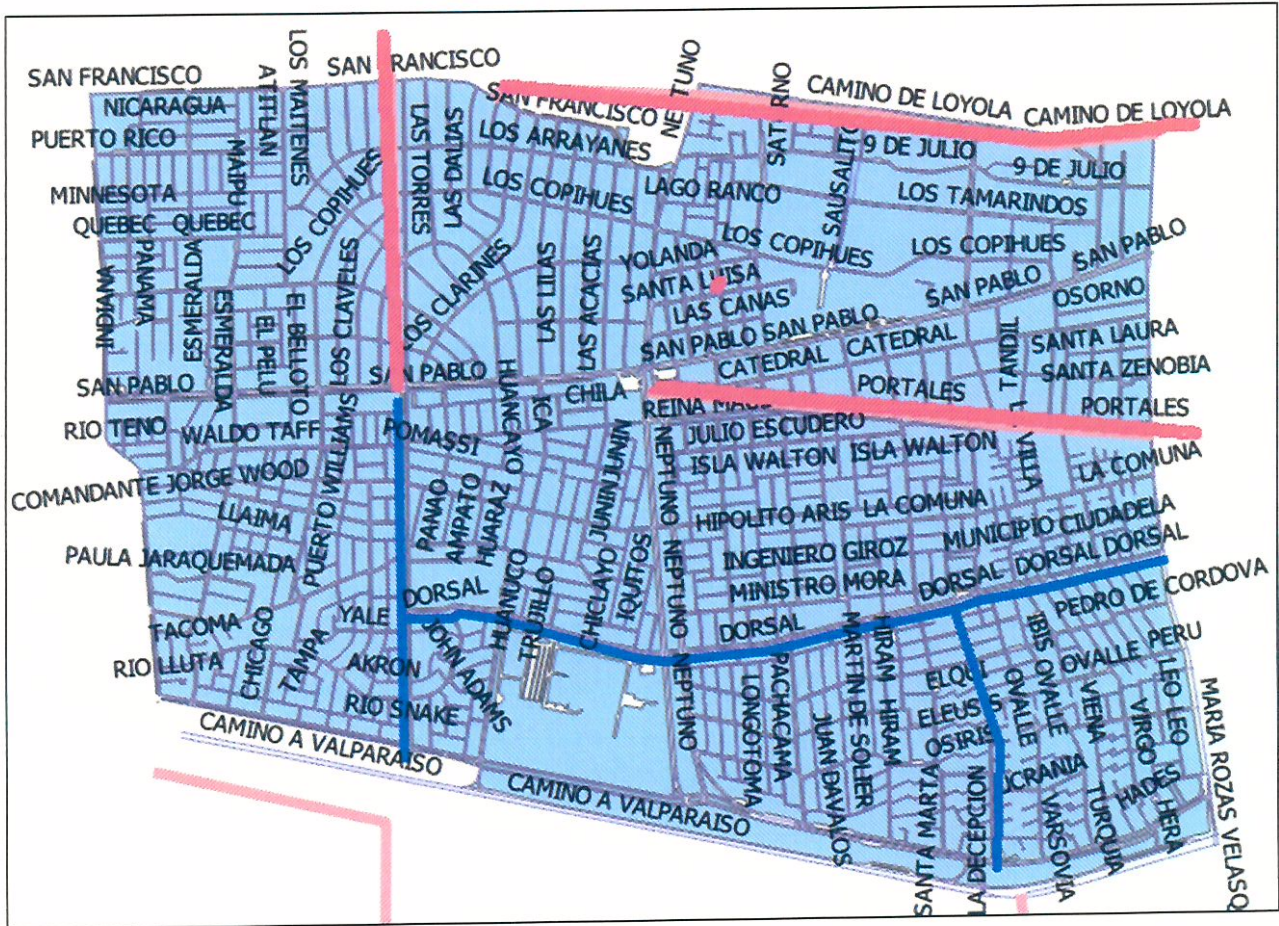 SAN FRANCISCO
LOS MAITENES
ATITLAN
SAN FRANCISCO
SAN FRANCISCO
CAMINO DE LOYOLA
CAMINO DE LOYOLA
NICARAGUA
PUERTO RICO
MAIPU
LAS TORRES
LAS DALIAS
LOS ARRAYANES
9 DE JULIO
9 DE JULIO
SAUSALITO
MINNESOTA
LOS COPIHUES
LOS COPIHUES
LAGO RANCO
LOS TAMARINDOS
QUEBEC QUEBEC
LOS COPIHUES
LOS COPIHUES
SAN PABLO
INDIANA
PANAMA
ESMERALDA
ESMERALDA
EL PELU
EL BELLOTO
LOS CLAVELES
LOS CLARINES
LAS LILAS
LAS ACACIAS
YOLANDA
SANTA LUISA
LAS CANAS
SAN PABLO
OSORNO
SAN PABLO SAN PABLO
CATEDRAL CATEDRAL
TANDIL
SANTA LAURA
SANTA ZENOBIA
SAN PABLO
SAN PABLO
HUANCAYO
ICA
CHILA
PORTALES
PORTALES
REINA
RIO TENO
WALDO TAFF
POMASSI
JULIO ESCUDERO
ISLA WALTON ISLA WALTON
VILLA
LA COMUNA
COMANDANTE JORGE WOOD
PUERTO WILLIAMS
LLAIMA
PANAO
AMPATO
HUARAZ
CHICLAYO JUNINJUNIN
IQUITOS
NEPTUNO NEPTUNO NEPTUNO
HIPOLITO ARIS LA COMUNA
MUNICIPIO CIUDADELA
PAULA JARAQUEMADA
INGENIERO GIROZ
MINISTRO MORA
DORSAL DORSAL DORSAL
DORSAL
HUANUCO
TRUJILLO
DORSAL
PEDRO DE CORDOVA
TACOMA
YALE
RIO LLUTA
CHICAGO
TAMPA
AKRON
JOHN ADAMS
RIO SNAKE
LONGOTOMA
PACHACAMA
JUAN DAVALOS
MARTIN DE SOLIER
HIRAM HIRAM
ELQUI
ELEUSIS
OSIRIS
IBIS OVALLE
OVALLE
OVALLE PERU
VIENA
VIRGO
LEO LEO
MARIA ROZAS VELASQ
CAMINO A VALPARAISO
CAMINO A VALPARAISO
SANTA MARTA
LA DECEPCION
UCRANIA
VARSOVIA
TURQUIA
HADES
HERA